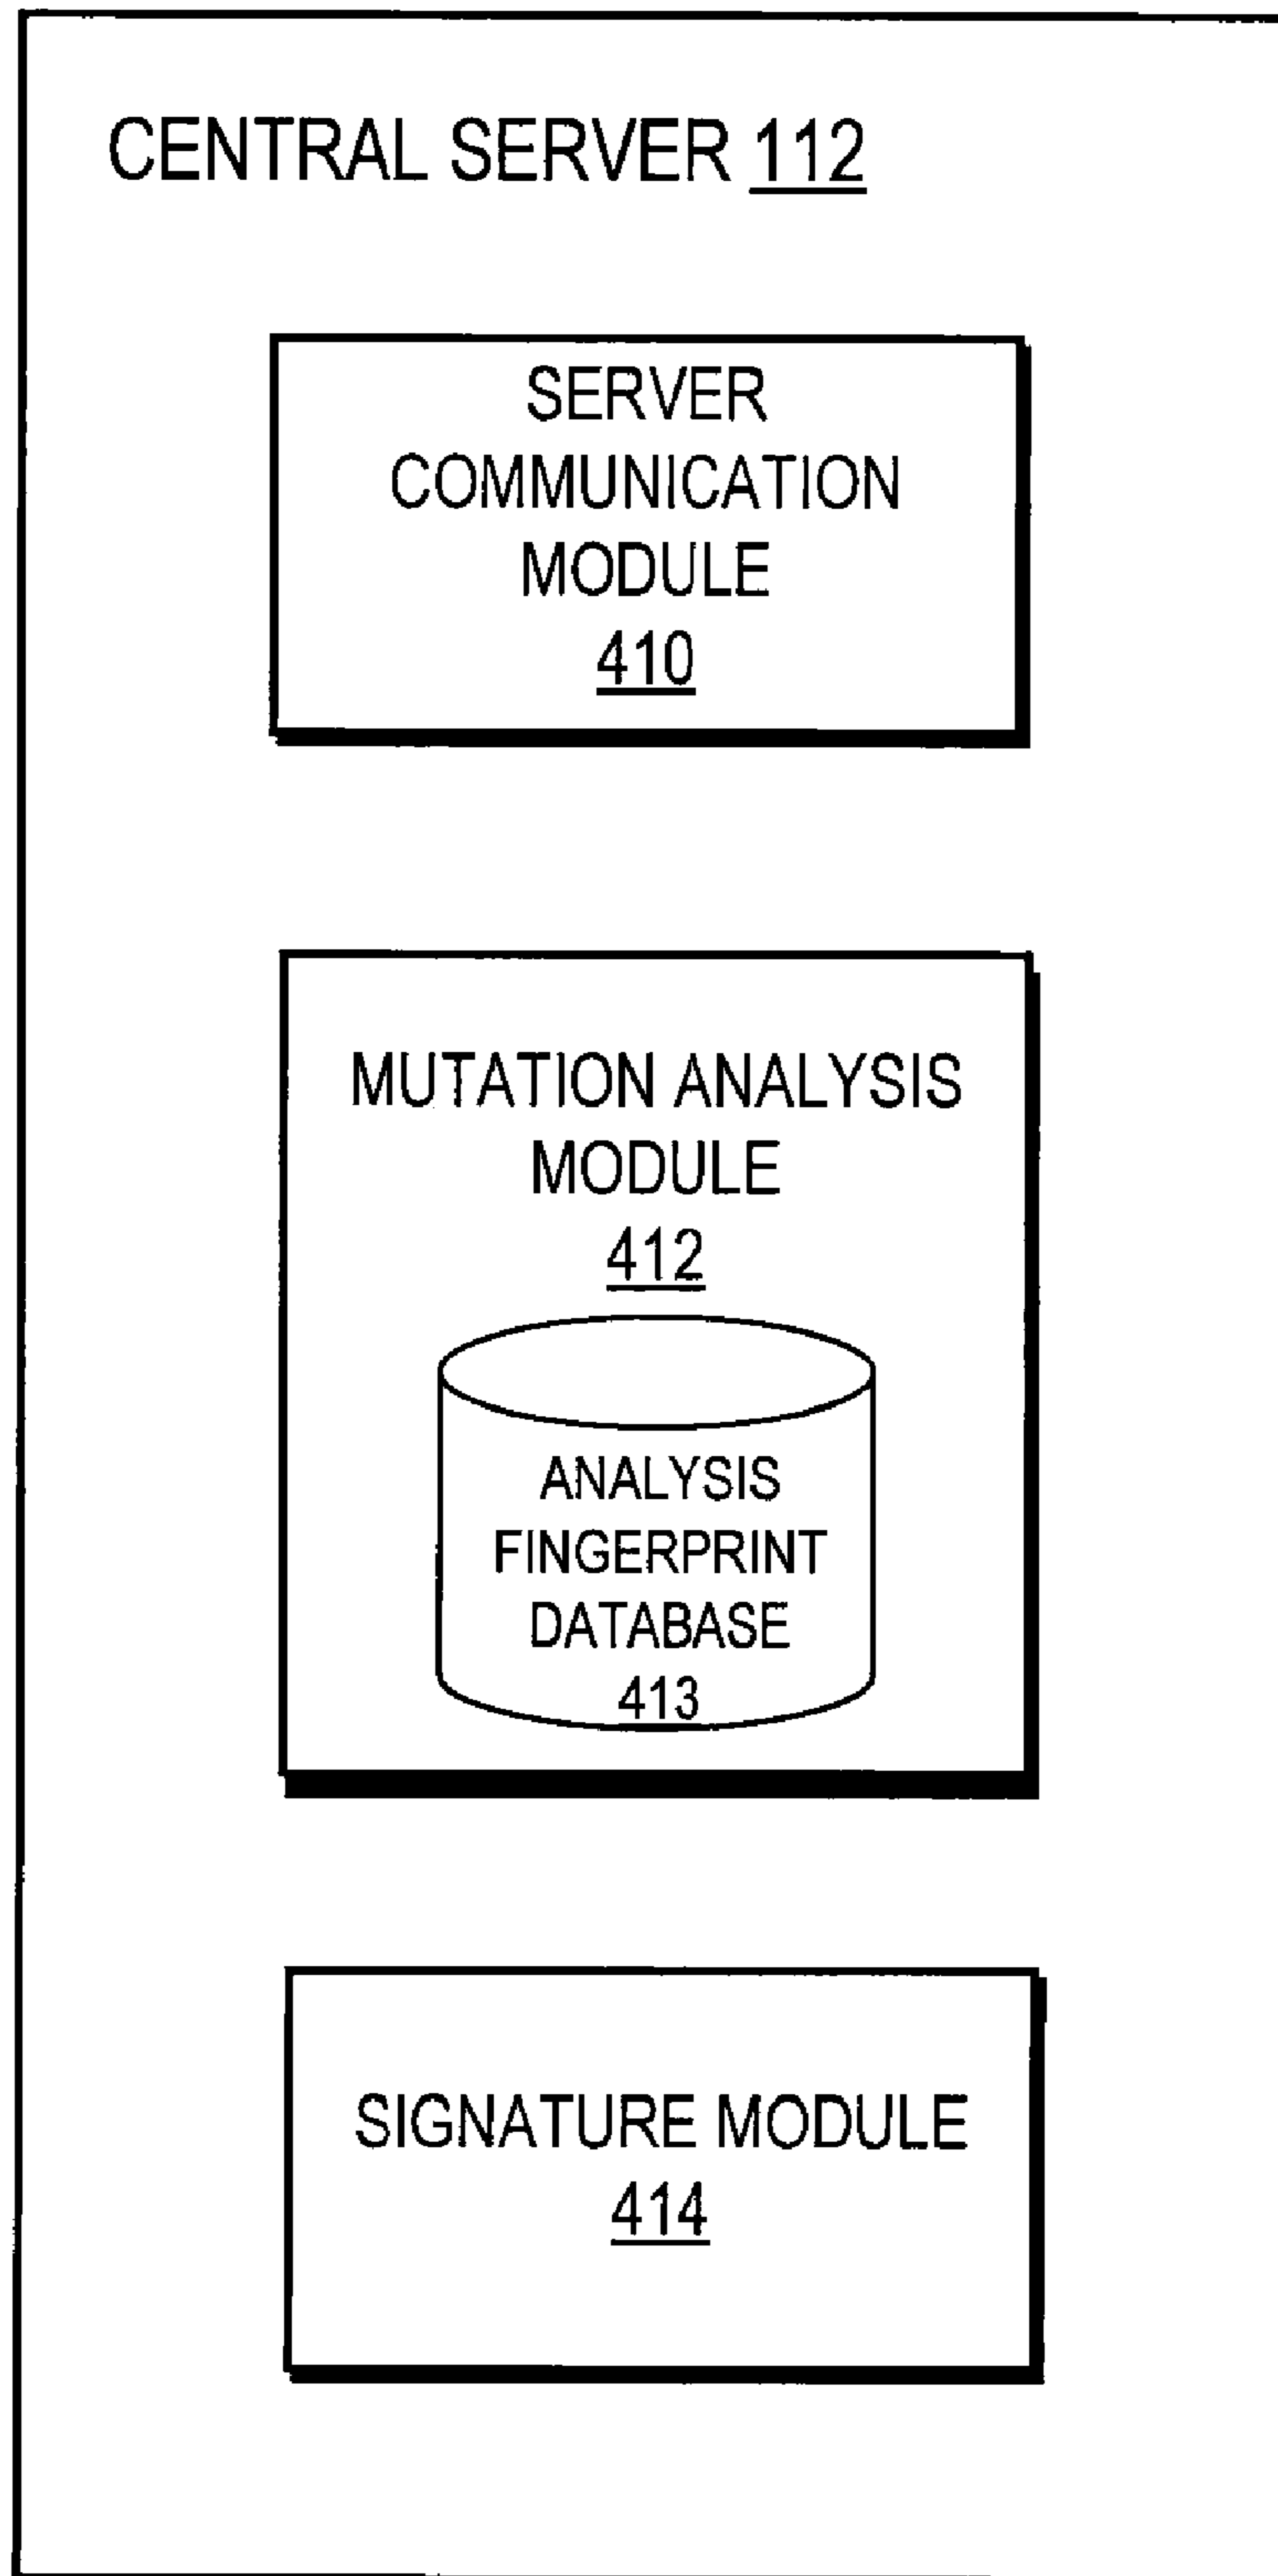 CENTRAL SERVER 112
SERVER
COMMUNICATION
MODULE
410
MUTATION ANALYSIS
MODULE
412
ANALYSIS
FINGERPRINT
DATABASE
413
SIGNATURE MODULE
414